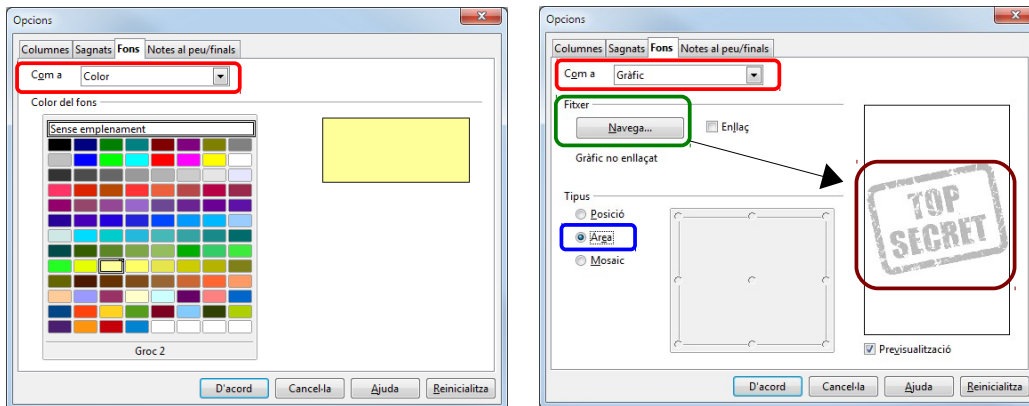 Opcions
Columnes Sagnats Fons Notes al peu/finals
Com a Color
Color del fons
Sense emplenament
Groc 2
D'acord Cancel·la Ajuda Reinicialitza
Opcions
Columnes Sagnats Fons Notes al peu/finals
Com a Gràfic
Fitxer
Navega... Enllaç
Gràfic no enllaçat
Tipus
Posició
Àrea
Mosaic
TOP
SECRET
Previsualització
D'acord Cancel·la Ajuda Reinicialitza